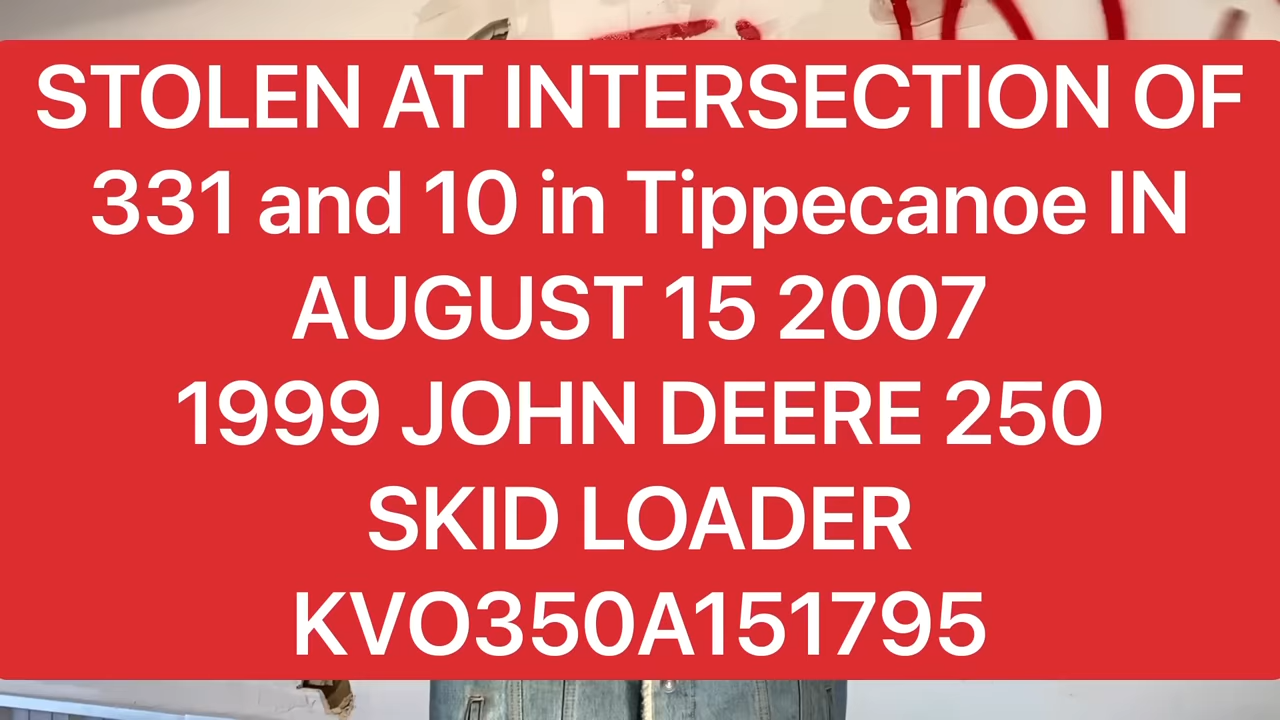 STOLEN AT INTERSECTION OF
331 and 10 in Tippecanoe IN
AUGUST 15 2007
1999 JOHN DEERE 250
SKID LOADER
KVO350A151795